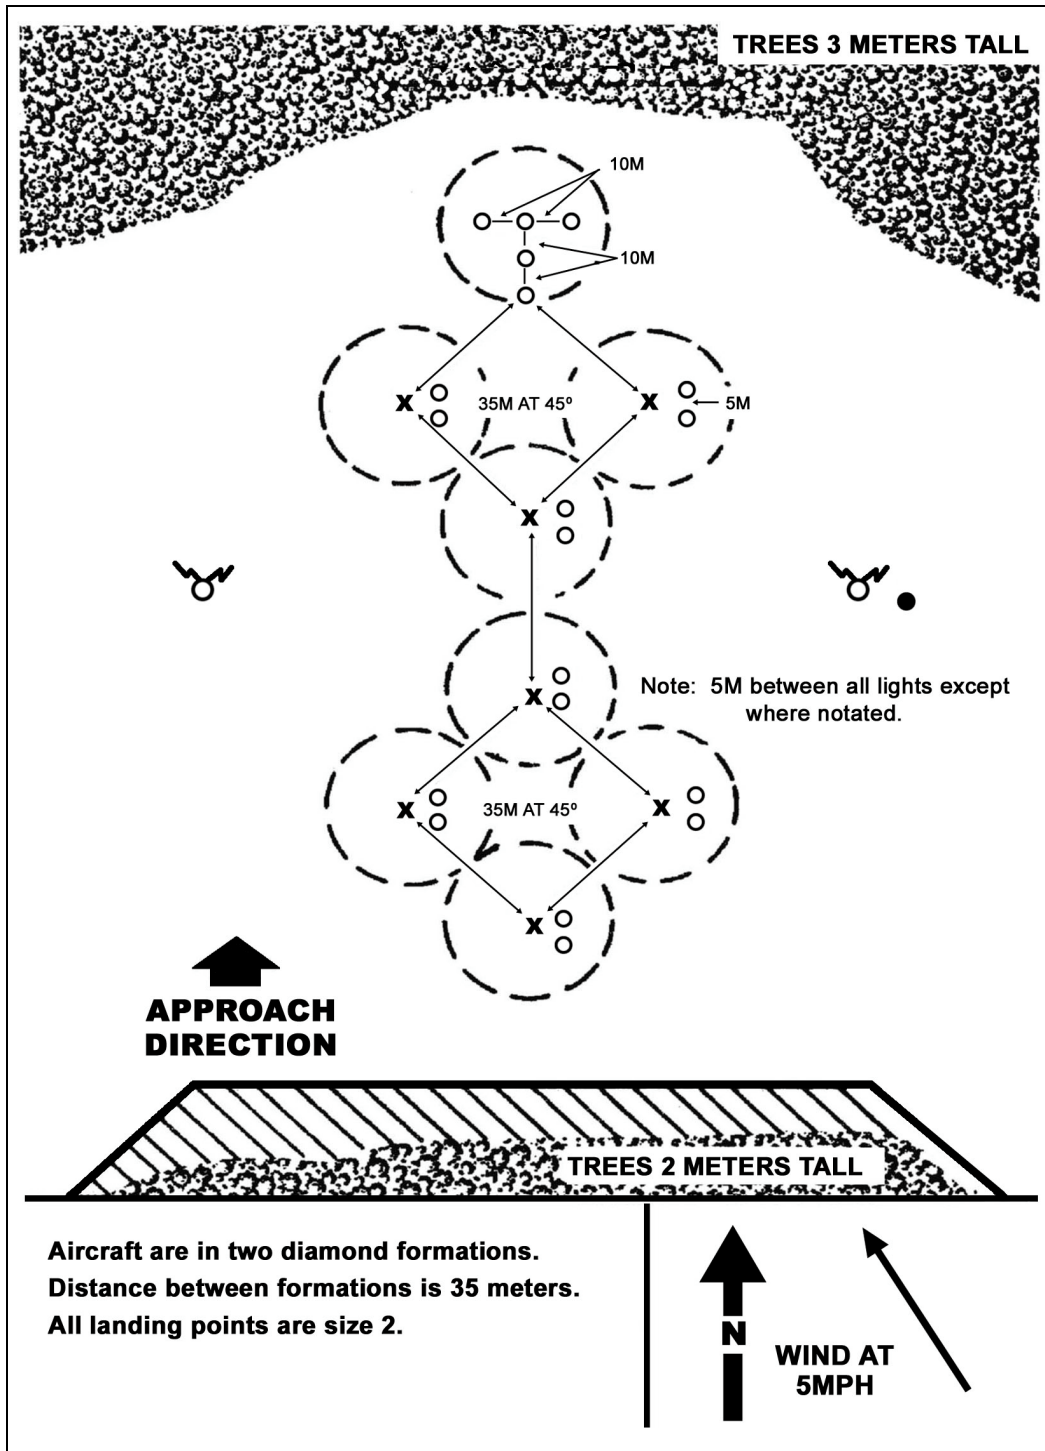 TREES 3 METERS TALL
10M
10M
35M AT 45º
5M
X
X
X
Note: 5M between all lights except
where notated.
X
35M AT 45º
X
X
X
APPROACH
DIRECTION
TREES 2 METERS TALL
Aircraft are in two diamond formations.
Distance between formations is 35 meters.
All landing points are size 2.
N
WIND AT
5MPH